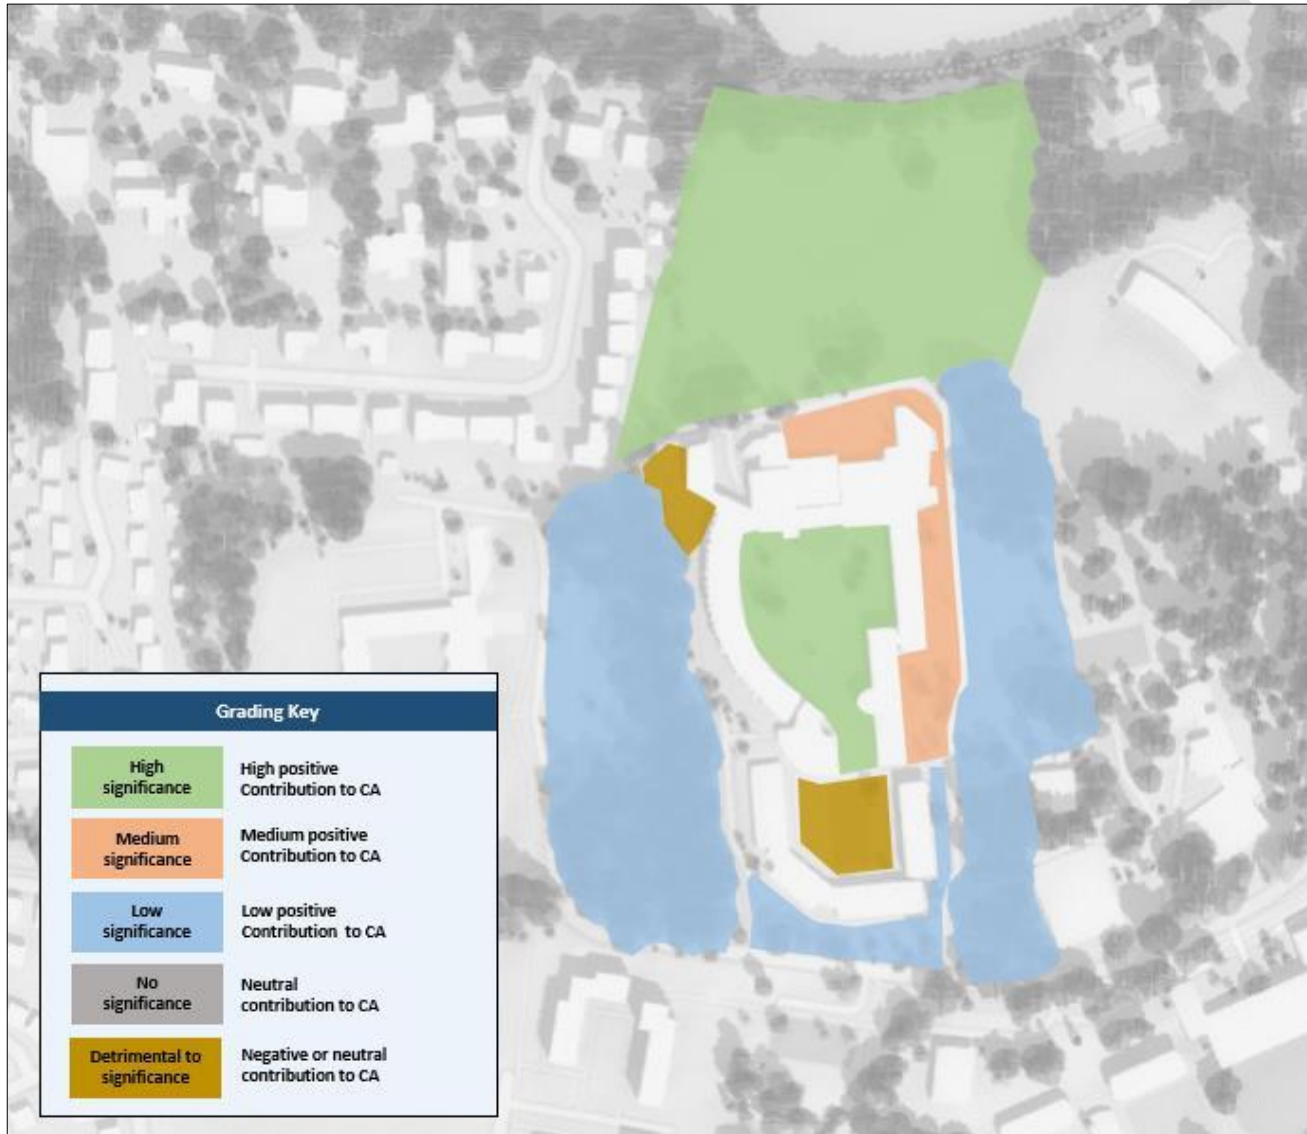 Grading Key
High
significance
High positive
Contribution to CA
Medium
significance
Medium positive
Contribution to CA
Low
significance
Low positive
Contribution to CA
No
significance
Neutral
contribution to CA
Detrimental to
significance
Negative or neutral
contribution to CA